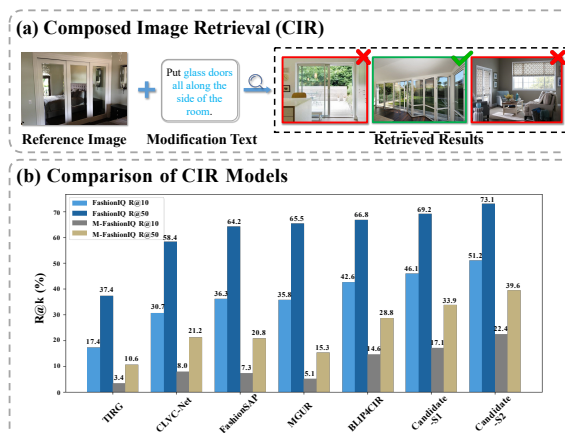 (a) Composed Image Retrieval (CIR)
Put glass doors
all along the
side of the
room.
Reference Image
Modification Text
Retrieved Results
(b) Comparison of CIR Models
FashionIQ R@10
FashionIQ R@50
M-FashionIQ R@10
M-FashionIQ R@50
R@k (%)
70
60
50
40
30
20
10
0
17.4
37.4
3.4
10.6
30.7
58.4
8.0
21.2
36.3
64.2
7.3
20.8
35.8
65.5
5.1
15.3
42.6
66.8
14.6
28.8
46.1
69.2
17.1
33.9
51.2
73.1
22.4
39.6
TIRG
CLVC-Net
FashionSAP
MGUR
BLIP4CIR
Candidate
-S1
Candidate
-S2